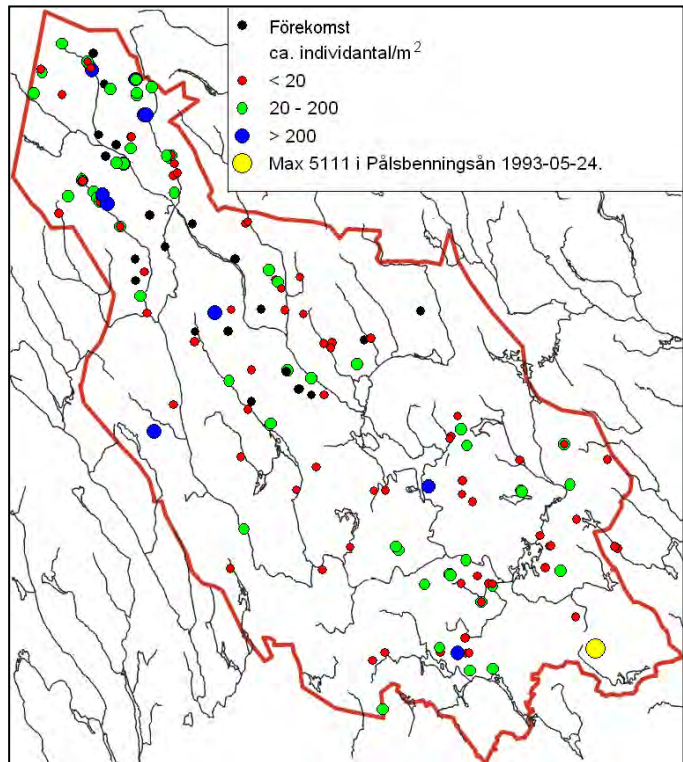 Förekomst
ca. individantal/m²
< 20
20 - 200
> 200
Max 5111 i Pålsbenningsån 1993-05-24.